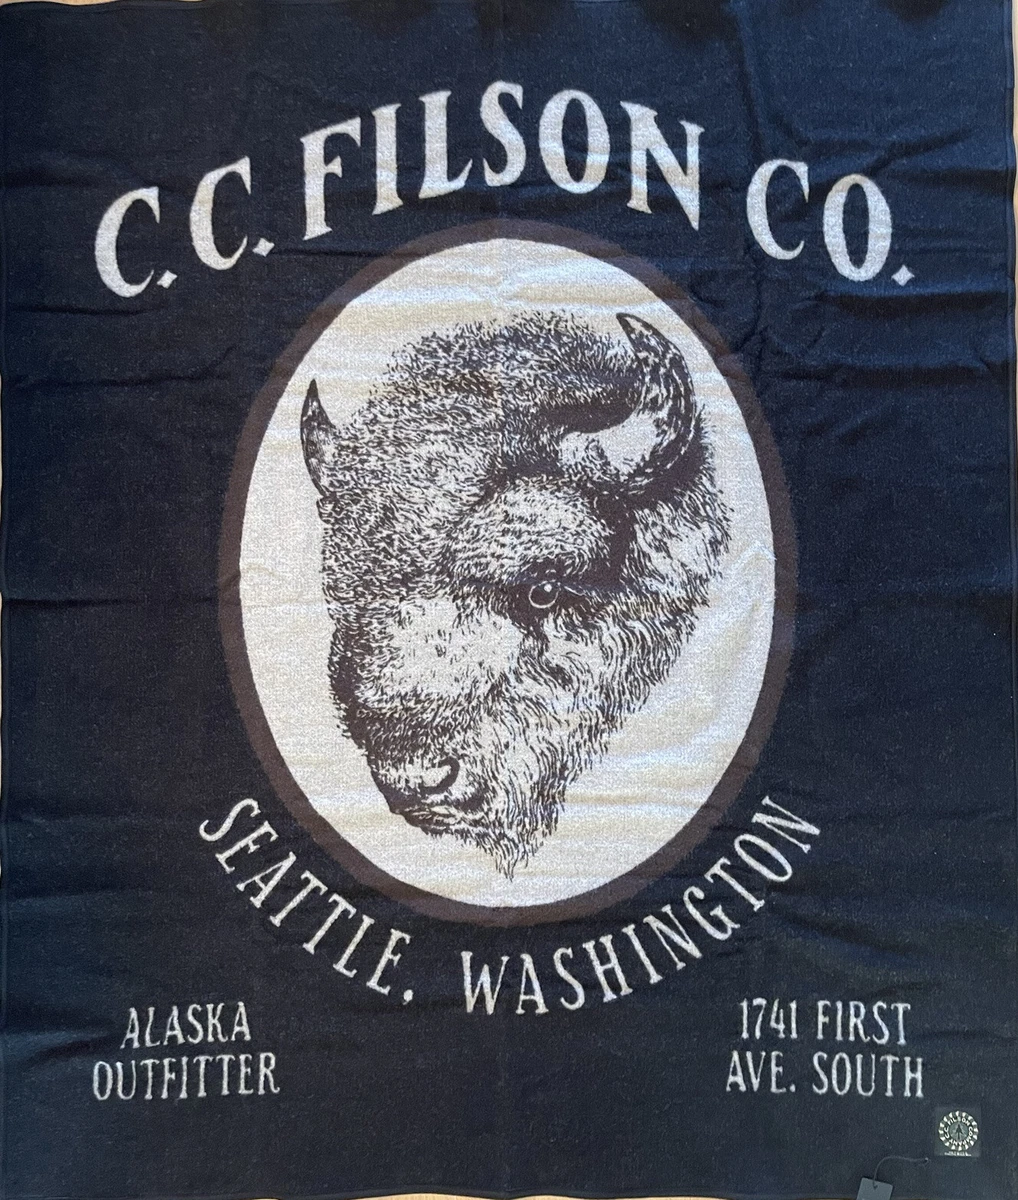 C.C. FILSON CO.
SEATTLE, WASHINGTON
ALASKA
OUTFITTER
1741 FIRST
AVE. SOUTH